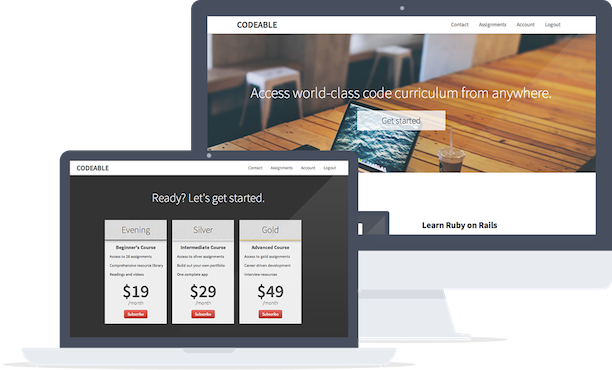 CODEABLE
Contact Assignments Account Logout
Access world-class code curriculum from anywhere.
Get started
Learn Ruby on Rails
CODEABLE
Contact Assignments Account Logout
Ready? Let's get started.
Evening
Beginner's Course
Access to 16 assignments
Comprehensive resource library
Readings and videos
$19
/month
Subscribe
Silver
Intermediate Course
Access to silver assignments
Build out your own portfolio
One complete app
$29
/month
Subscribe
Gold
Advanced Course
Access to gold assignments
Career driven development
Interview resources
$49
/month
Subscribe